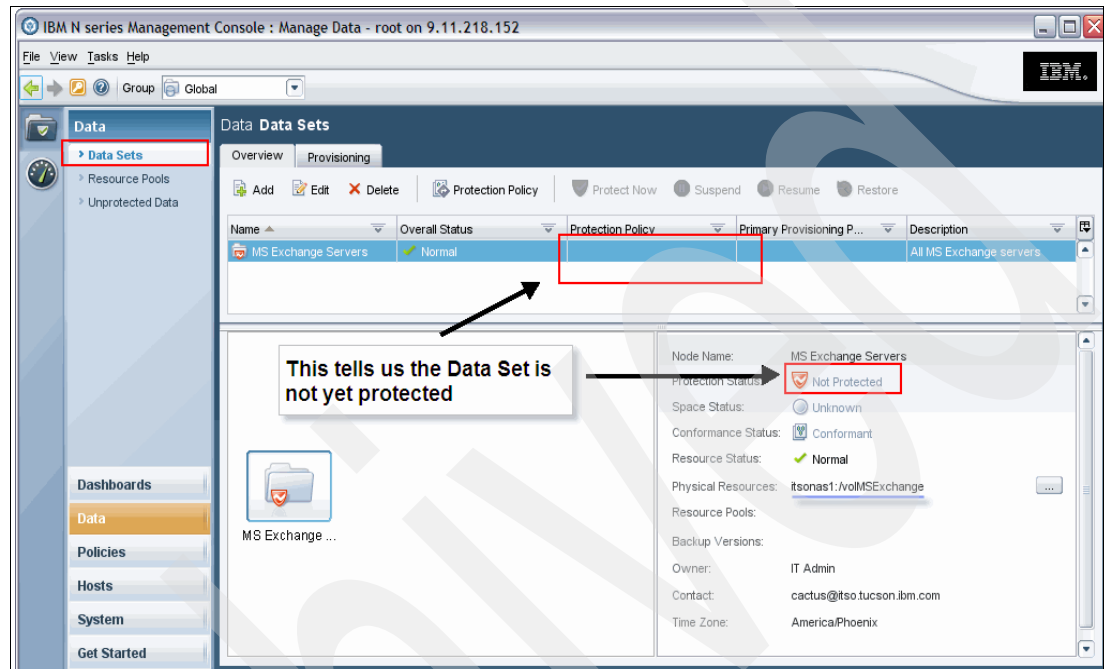 IBM N series Management Console : Manage Data - root on 9.11.218.152
File View Tasks Help
IBM.
Group Global
Data
> Data Sets
> Resource Pools
> Unprotected Data
Data Data Sets
Overview Provisioning
Add Edit Delete Protection Policy Protect Now Suspend Resume Restore
Name Overall Status Protection Policy Primary Provisioning P... Description
MS Exchange Servers Normal All MS Exchange servers
This tells us the Data Set is
not yet protected
MS Exchange ...
Node Name: MS Exchange Servers
Protection Status: Not Protected
Space Status: Unknown
Conformance Status: Conformant
Resource Status: Normal
Physical Resources: itsonas1:/volMSExchange ...
Resource Pools:
Backup Versions:
Owner: IT Admin
Contact: cactus@itso.tucson.ibm.com
Time Zone: America/Phoenix
Dashboards
Data
Policies
Hosts
System
Get Started